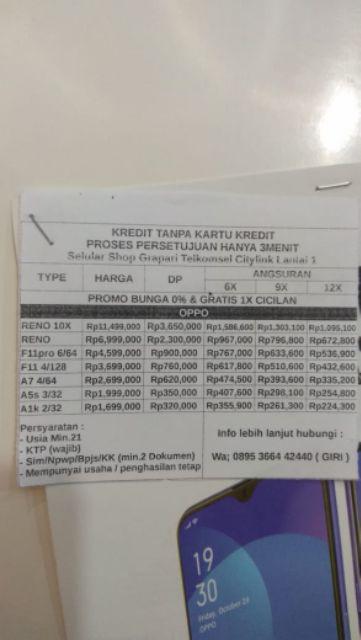 KREDIT TANPA KARTU KREDIT
PROSES PERSETUJUAN HANYA 3MENIT
Selular Shop Grapari Telkomsel Citylink Lantai 1
TYPE HARGA DP ANGSURAN
6X 9X 12X
PROMO BUNGA 0% & GRATIS 1X CICILAN
OPPO
RENO 10X Rp11,499,000 Rp3,650,000 Rp1,586,600 Rp1,303,100 Rp1,095,100
RENO Rp6,999,000 Rp2,300,000 Rp967,000 Rp796,800 Rp672,800
F11pro 6/64 Rp4,599,000 Rp900,000 Rp767,000 Rp633,600 Rp536,900
F11 4/128 Rp3,699,000 Rp760,000 Rp617,800 Rp510,600 Rp432,600
A7 4/64 Rp2,699,000 Rp620,000 Rp474,500 Rp393,600 Rp335,200
A5s 3/32 Rp1,999,000 Rp350,000 Rp407,600 Rp298,100 Rp254,800
A1k 2/32 Rp1,699,000 Rp320,000 Rp355,900 Rp261,300 Rp224,300
Persyaratan :
- Usia Min.21
- KTP (wajib)
- Sim/Npwp/Bpjs/KK (min.2 Dokumen)
- Mempunyai usaha / penghasilan tetap
Info lebih lanjut hubungi :
Wa; 0895 3664 42440 ( GIRI )
19
30
Friday, October 26
OPPO